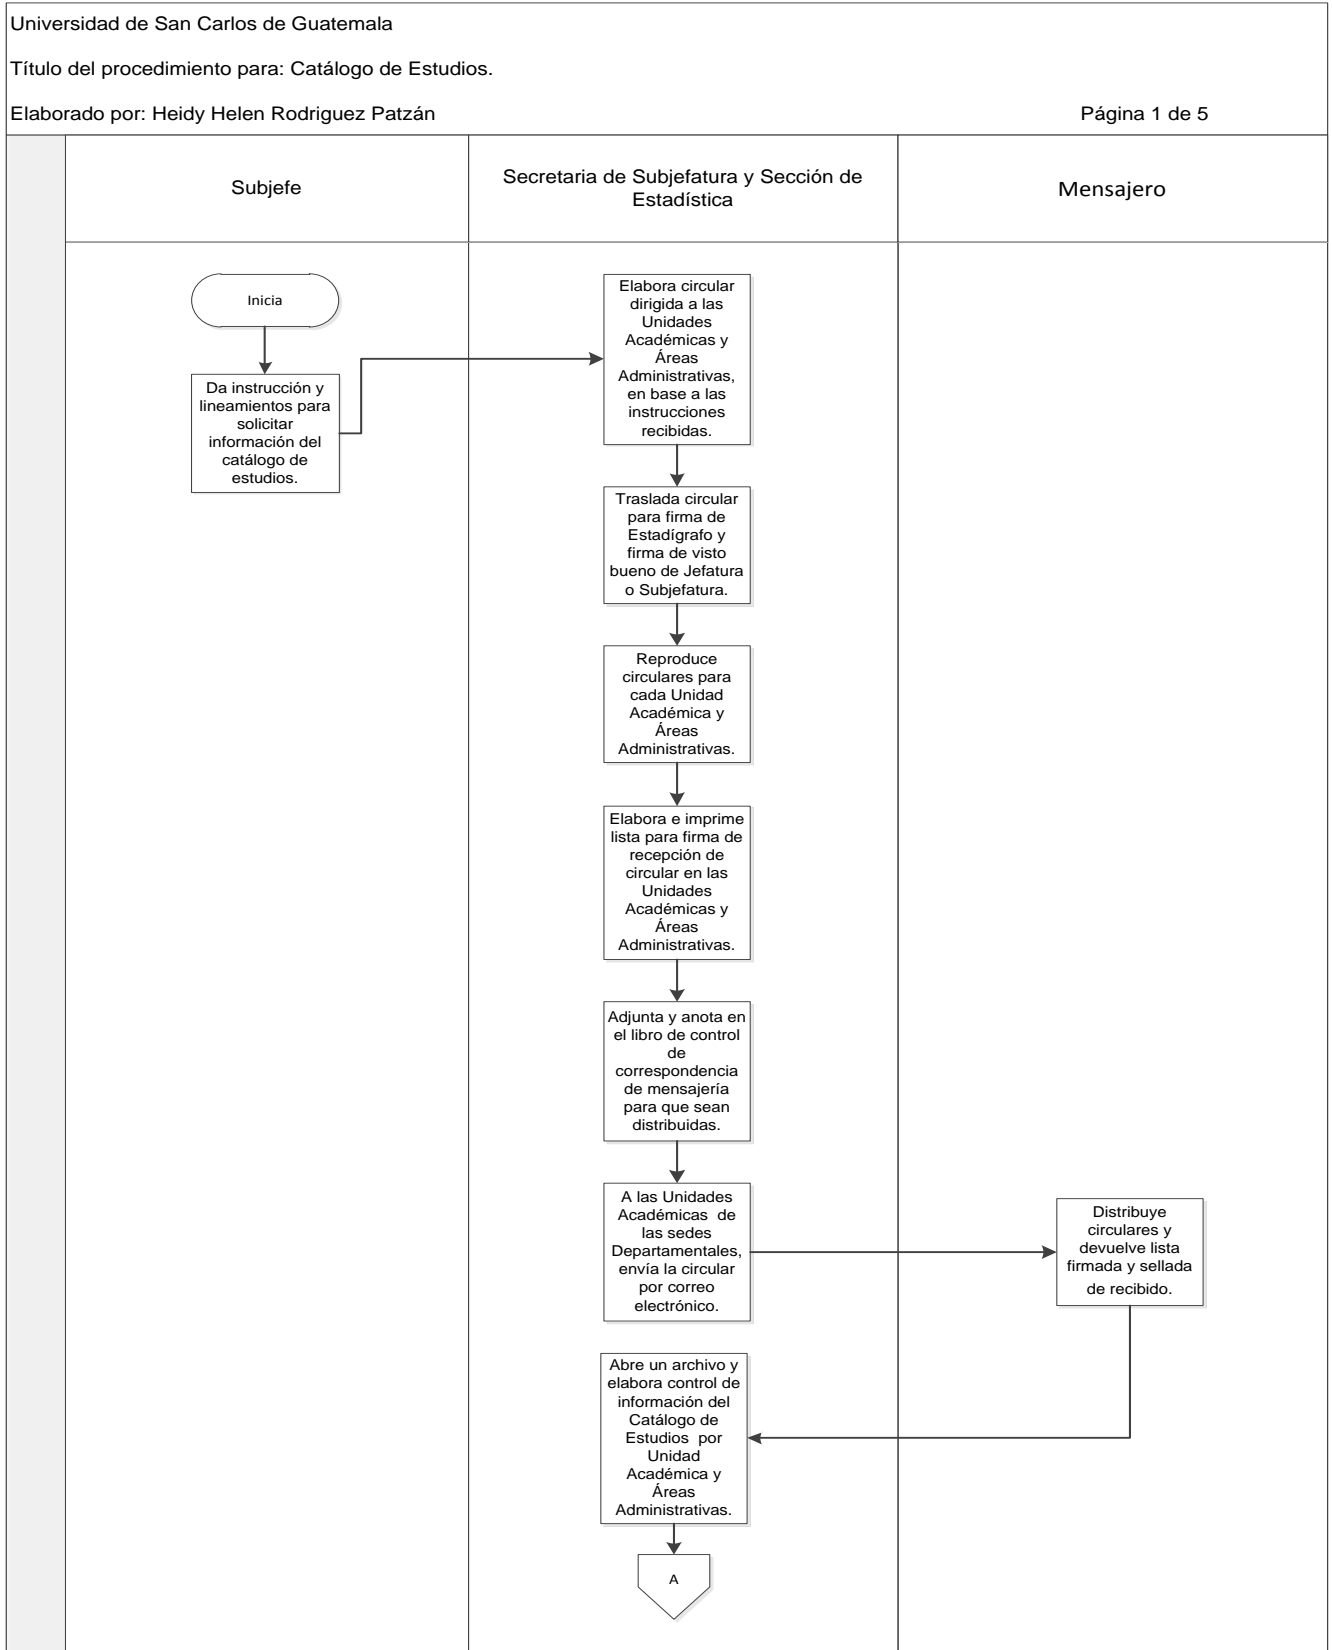 Universidad de San Carlos de Guatemala
Título del procedimiento para: Catálogo de Estudios.
Elaborado por: Heidy Helen Rodriguez Patzán
Página 1 de 5
Subjefe
Secretaria de Subjefatura y Sección de
Estadística
Mensajero
Inicia
Da instrucción y
lineamientos para
solicitar
información del
catálogo de
estudios.
Elabora circular
dirigida a las
Unidades
Académicas y
Áreas
Administrativas,
en base a las
instrucciones
recibidas.
Traslada circular
para firma de
Estadígrafo y
firma de visto
bueno de Jefatura
o Subjefatura.
Reproduce
circulares para
cada Unidad
Académica y
Áreas
Administrativas.
Elabora e imprime
lista para firma de
recepción de
circular en las
Unidades
Académicas y
Áreas
Administrativas.
Adjunta y anota en
el libro de control
de
correspondencia
de mensajería
para que sean
distribuidas.
A las Unidades
Académicas  de
las sedes
Departamentales,
envía la circular
por correo
electrónico.
Distribuye
circulares y
devuelve lista
firmada y sellada
de recibido.
Abre un archivo y
elabora control de
información del
Catálogo de
Estudios  por
Unidad
Académica y
Áreas
Administrativas.
A